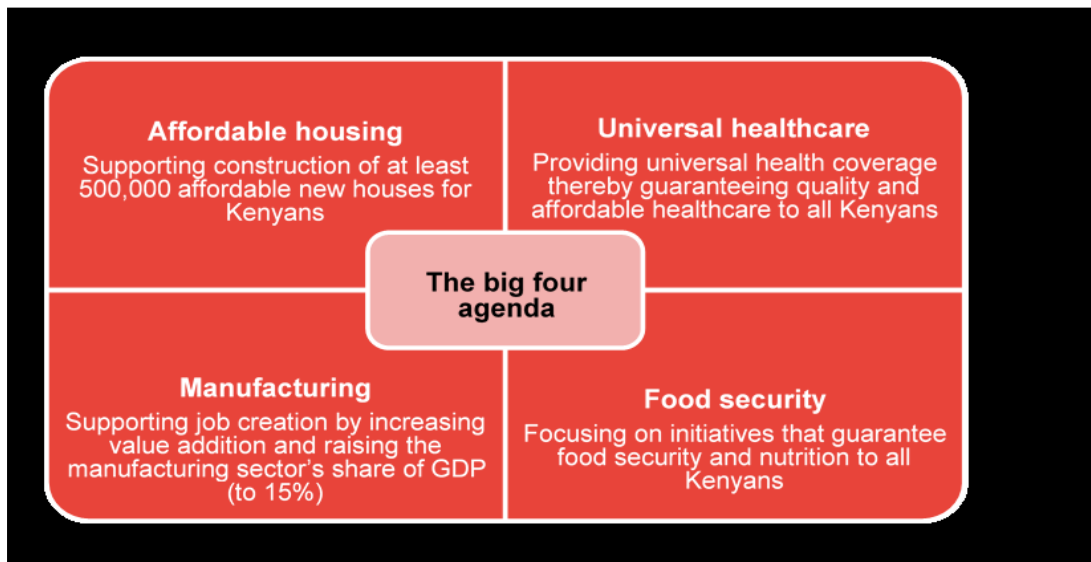 Affordable housing
Supporting construction of at least
500,000 affordable new houses for
Kenyans
Universal healthcare
Providing universal health coverage
thereby guaranteeing quality and
affordable healthcare to all Kenyans
The big four
agenda
Manufacturing
Supporting job creation by increasing
value addition and raising the
manufacturing sector’s share of GDP
(to 15%)
Food security
Focusing on initiatives that guarantee
food security and nutrition to all
Kenyans